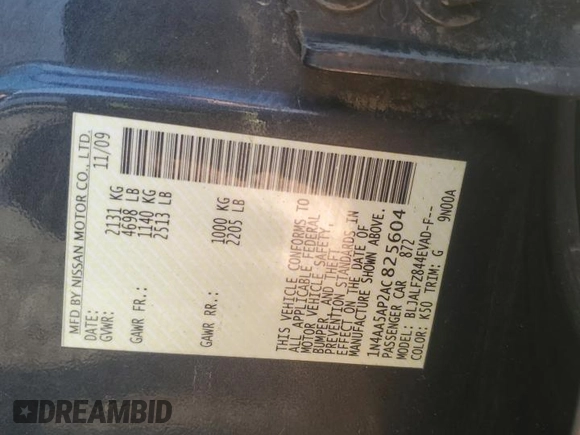 MFD BY NISSAN MOTOR CO., LTD.
DATE: 11/09
GVWR: 2131 KG
4698 LB
GAWR FR: 1140 KG
2513 LB
GAWR RR: 1000 KG
2205 LB
THIS VEHICLE CONFORMS TO
ALL APPLICABLE FEDERAL
MOTOR VEHICLE SAFETY,
BUMPER, AND THEFT
PREVENTION STANDARDS IN
EFFECT ON THE DATE OF
MANUFACTURE SHOWN ABOVE.
1N4AA5AP2AC825604
PASSENGER CAR 872
MODEL: BLJALFZ844EVAD-F--
COLOR: K50 TRIM: G 9N00A
DREAMBID